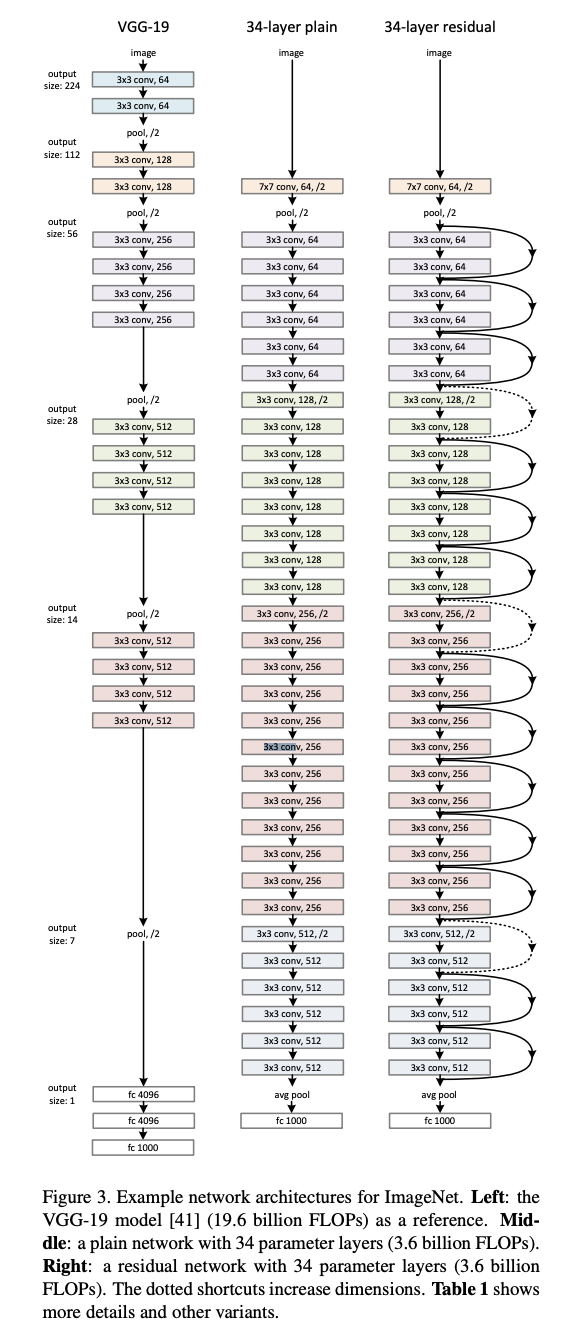 VGG-19
image
output
size: 224
3x3 conv, 64
3x3 conv, 64
pool, /2
output
size: 112
3x3 conv, 128
3x3 conv, 128
pool, /2
output
size: 56
3x3 conv, 256
3x3 conv, 256
3x3 conv, 256
3x3 conv, 256
pool, /2
output
size: 28
3x3 conv, 512
3x3 conv, 512
3x3 conv, 512
3x3 conv, 512
pool, /2
output
size: 14
3x3 conv, 512
3x3 conv, 512
3x3 conv, 512
3x3 conv, 512
output
size: 7
pool, /2
output
size: 1
fc 4096
fc 4096
fc 1000
34-layer plain
image
7x7 conv, 64, /2
pool, /2
3x3 conv, 64
3x3 conv, 64
3x3 conv, 64
3x3 conv, 64
3x3 conv, 64
3x3 conv, 64
3x3 conv, 128, /2
3x3 conv, 128
3x3 conv, 128
3x3 conv, 128
3x3 conv, 128
3x3 conv, 128
3x3 conv, 128
3x3 conv, 128
3x3 conv, 256, /2
3x3 conv, 256
3x3 conv, 256
3x3 conv, 256
3x3 conv, 256
3x3 conv, 256
3x3 conv, 256
3x3 conv, 256
3x3 conv, 256
3x3 conv, 256
3x3 conv, 256
3x3 conv, 256
3x3 conv, 512, /2
3x3 conv, 512
3x3 conv, 512
3x3 conv, 512
3x3 conv, 512
3x3 conv, 512
avg pool
fc 1000
34-layer residual
image
7x7 conv, 64, /2
pool, /2
3x3 conv, 64
3x3 conv, 64
3x3 conv, 64
3x3 conv, 64
3x3 conv, 64
3x3 conv, 64
3x3 conv, 128, /2
3x3 conv, 128
3x3 conv, 128
3x3 conv, 128
3x3 conv, 128
3x3 conv, 128
3x3 conv, 128
3x3 conv, 128
3x3 conv, 256, /2
3x3 conv, 256
3x3 conv, 256
3x3 conv, 256
3x3 conv, 256
3x3 conv, 256
3x3 conv, 256
3x3 conv, 256
3x3 conv, 256
3x3 conv, 256
3x3 conv, 256
3x3 conv, 256
3x3 conv, 512, /2
3x3 conv, 512
3x3 conv, 512
3x3 conv, 512
3x3 conv, 512
3x3 conv, 512
avg pool
fc 1000
Figure 3. Example network architectures for ImageNet. Left: the
VGG-19 model [41] (19.6 billion FLOPs) as a reference. Mid-
dle: a plain network with 34 parameter layers (3.6 billion FLOPs).
Right: a residual network with 34 parameter layers (3.6 billion
FLOPs). The dotted shortcuts increase dimensions. Table 1 shows
more details and other variants.